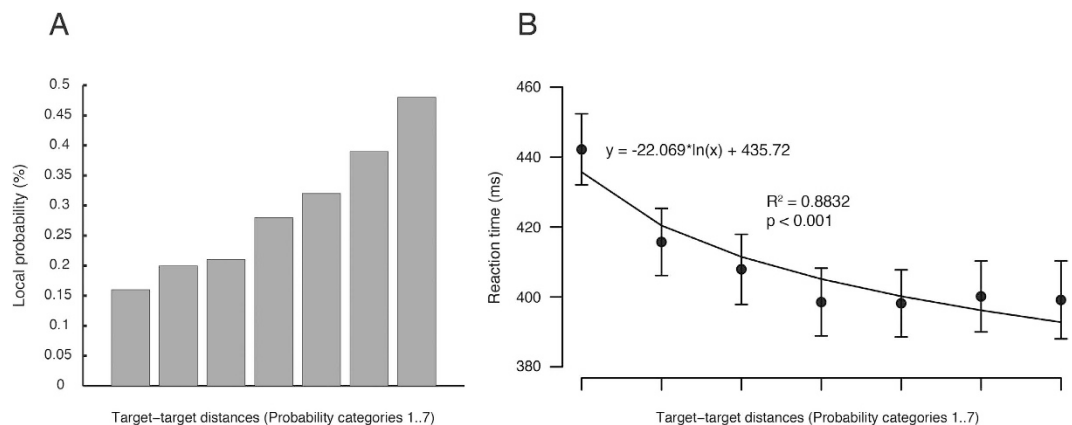 A
Local probability (%)
0.5
0.45
0.4
0.35
0.3
0.25
0.2
0.15
0.1
0.05
0
Target–target distances (Probability categories 1..7)
B
Reaction time (ms)
460
440
420
400
380
y = -22.069*ln(x) + 435.72
R² = 0.8832
p < 0.001
Target–target distances (Probability categories 1..7)